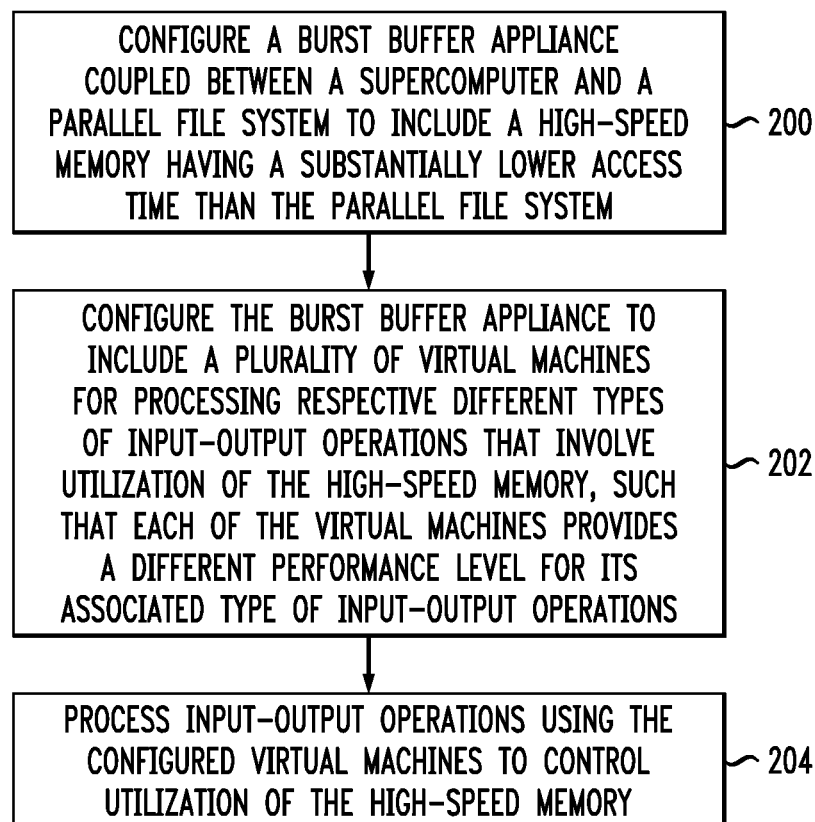 CONFIGURE A BURST BUFFER APPLIANCE
COUPLED BETWEEN A SUPERCOMPUTER AND A
PARALLEL FILE SYSTEM TO INCLUDE A HIGH-SPEED
MEMORY HAVING A SUBSTANTIALLY LOWER ACCESS
TIME THAN THE PARALLEL FILE SYSTEM
200
CONFIGURE THE BURST BUFFER APPLIANCE TO
INCLUDE A PLURALITY OF VIRTUAL MACHINES
FOR PROCESSING RESPECTIVE DIFFERENT TYPES
OF INPUT-OUTPUT OPERATIONS THAT INVOLVE
UTILIZATION OF THE HIGH-SPEED MEMORY, SUCH
THAT EACH OF THE VIRTUAL MACHINES PROVIDES
A DIFFERENT PERFORMANCE LEVEL FOR ITS
ASSOCIATED TYPE OF INPUT-OUTPUT OPERATIONS
202
PROCESS INPUT-OUTPUT OPERATIONS USING THE
CONFIGURED VIRTUAL MACHINES TO CONTROL
UTILIZATION OF THE HIGH-SPEED MEMORY
204